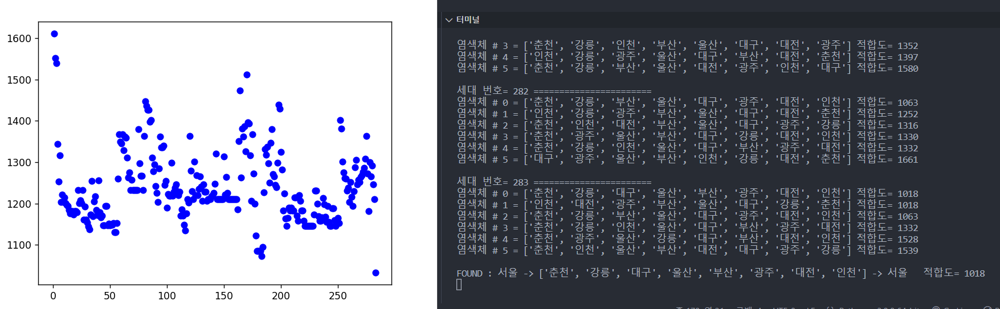 1600
1500
1400
1300
1200
1100
0 50 100 150 200 250
터미널
염색체 # 3 = ['춘천', '강릉', '인천', '부산', '울산', '대구', '대전', '광주'] 적합도= 1352
염색체 # 4 = ['인천', '강릉', '광주', '울산', '대구', '부산', '대전', '춘천'] 적합도= 1397
염색체 # 5 = ['춘천', '강릉', '부산', '울산', '대전', '광주', '인천', '대구'] 적합도= 1580
세대 번호= 282 =======================
염색체 # 0 = ['춘천', '강릉', '부산', '울산', '대구', '광주', '대전', '인천'] 적합도= 1063
염색체 # 1 = ['인천', '강릉', '광주', '부산', '울산', '대구', '대전', '춘천'] 적합도= 1252
염색체 # 2 = ['춘천', '인천', '대전', '부산', '울산', '대구', '광주', '강릉'] 적합도= 1316
염색체 # 3 = ['춘천', '광주', '울산', '부산', '대구', '강릉', '대전', '인천'] 적합도= 1330
염색체 # 4 = ['춘천', '강릉', '인천', '울산', '대구', '부산', '광주', '대전'] 적합도= 1332
염색체 # 5 = ['대구', '광주', '울산', '부산', '인천', '강릉', '대전', '춘천'] 적합도= 1661
세대 번호= 283 =======================
염색체 # 0 = ['춘천', '강릉', '대구', '울산', '부산', '광주', '대전', '인천'] 적합도= 1018
염색체 # 1 = ['인천', '대전', '광주', '부산', '울산', '대구', '강릉', '춘천'] 적합도= 1018
염색체 # 2 = ['춘천', '강릉', '부산', '울산', '대구', '광주', '대전', '인천'] 적합도= 1063
염색체 # 3 = ['춘천', '강릉', '인천', '울산', '대구', '부산', '광주', '대전'] 적합도= 1332
염색체 # 4 = ['춘천', '광주', '울산', '강릉', '대구', '부산', '대전', '인천'] 적합도= 1528
염색체 # 5 = ['춘천', '인천', '울산', '부산', '대전', '대구', '광주', '강릉'] 적합도= 1539
FOUND : 서울 -> ['춘천', '강릉', '대구', '울산', '부산', '광주', '대전', '인천'] -> 서울 적합도= 1018